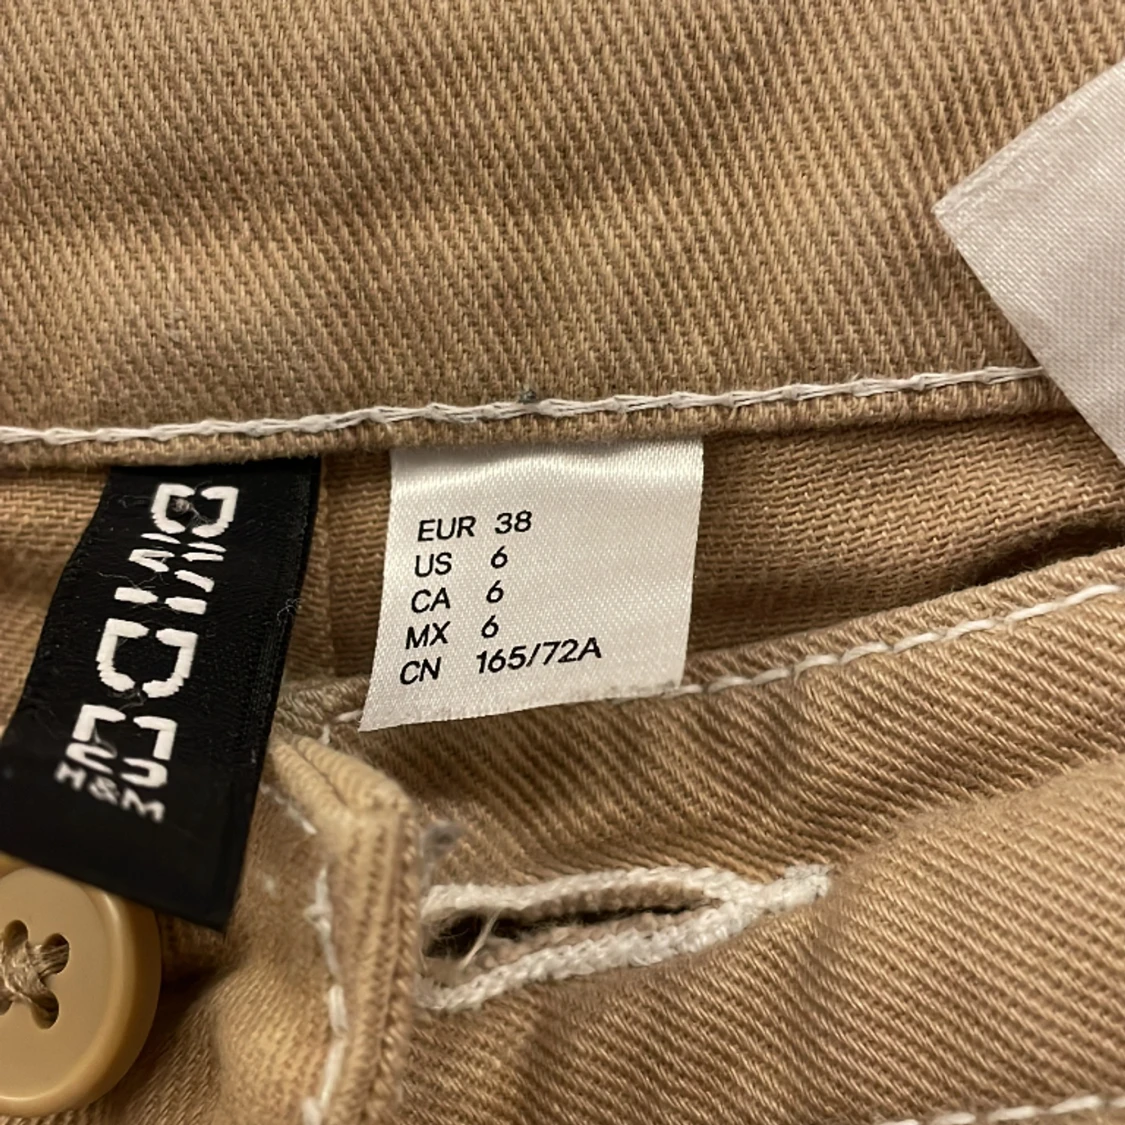 DIVIDED
H&M
EUR 38
US 6
CA 6
MX 6
CN 165/72A